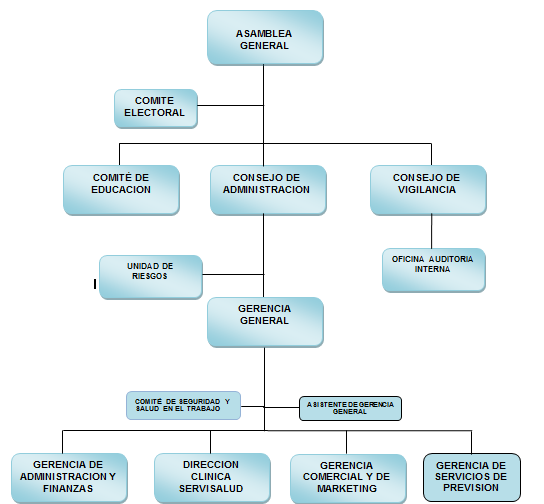 ASAMBLEA
GENERAL
COMITE
ELECTORAL
COMITÉ DE
EDUCACION
CONSEJO DE
ADMINISTRACION
CONSEJO DE
VIGILANCIA
OFICINA AUDITORIA
INTERNA
UNIDAD DE
RIESGOS
GERENCIA
GENERAL
COMITÉ DE SEGURIDAD Y
SALUD EN EL TRABAJO
ASISTENTE DE GERENCIA
GENERAL
GERENCIA DE
ADMINISTRACION Y
FINANZAS
DIRECCION
CLINICA
SERVISALUD
GERENCIA
COMERCIAL Y DE
MARKETING
GERENCIA DE
SERVICIOS DE
PREVISION